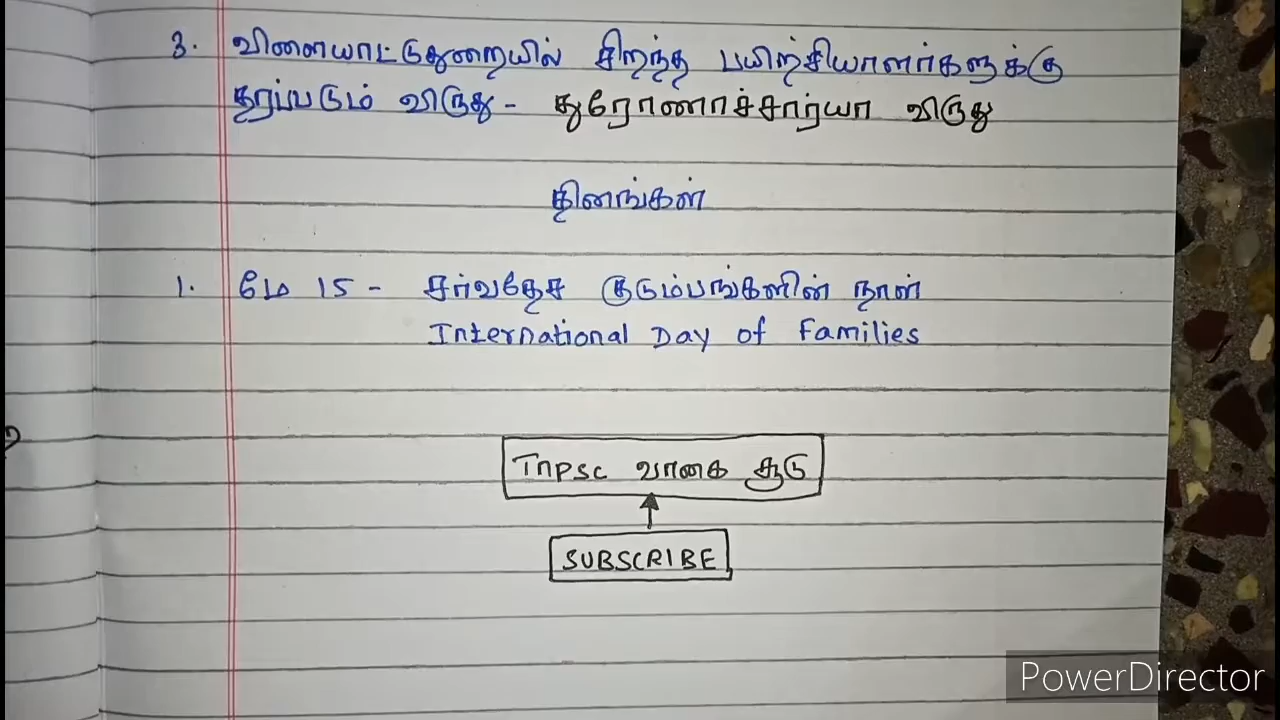 3. விளையாட்டுதுறையில் சிறந்த பயிற்சியாளர்களுக்கு
தரப்படும் விருது - துரோணாச்சார்யா விருது
தினங்கள்
1. மே 15 - சர்வதேச குடும்பங்களின் நாள்
International Day of Families
Tnpsc வாகை சூடு
SUBSCRIBE
PowerDirector